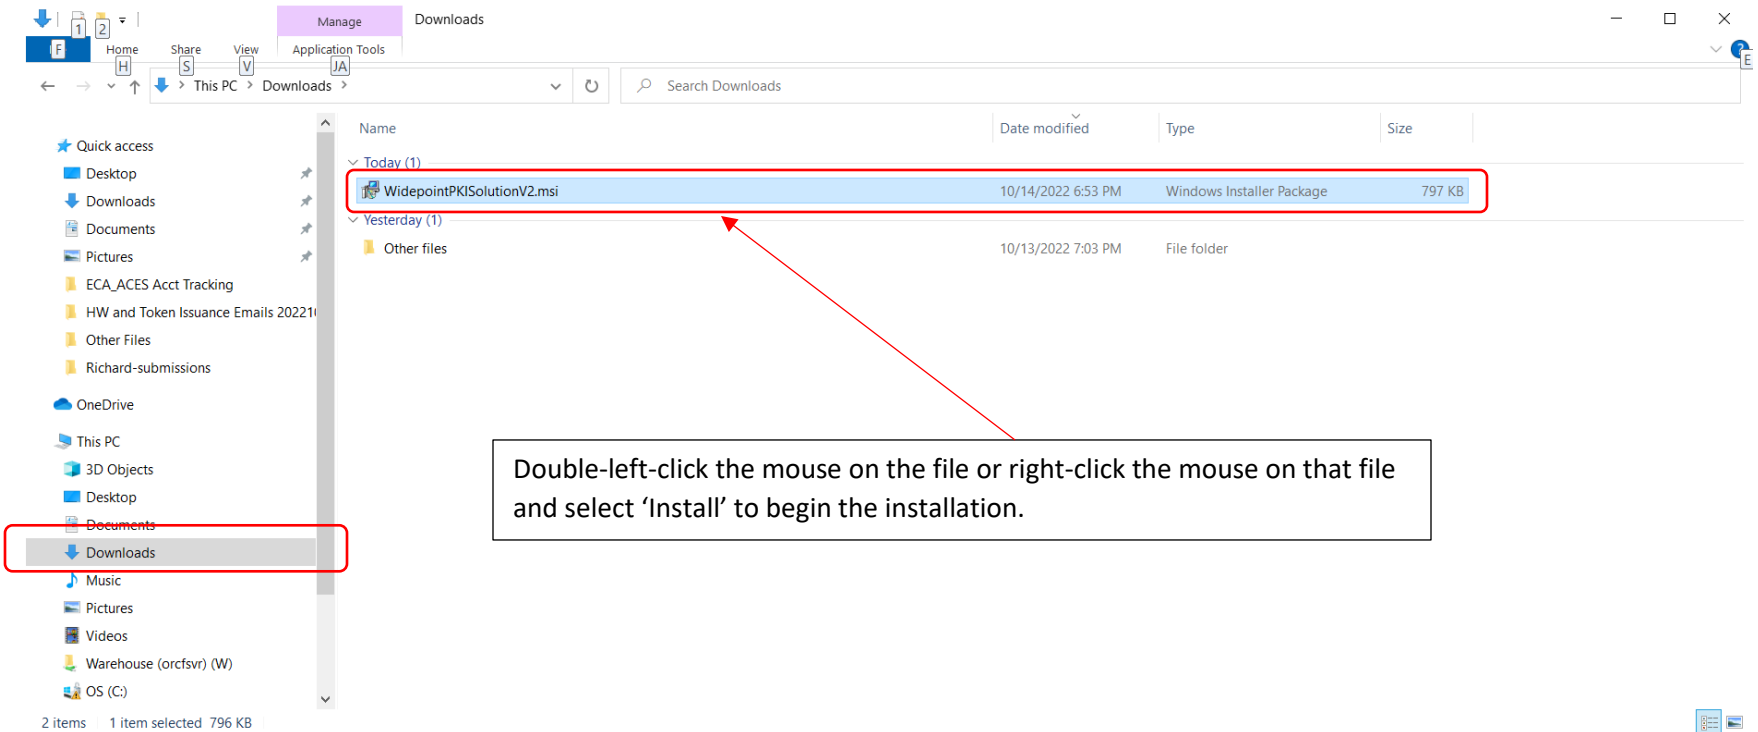 Manage
Downloads
1
2
F
Home
Share
View
Application Tools
H
S
V
JA
?
E
This PC
Downloads
Search Downloads
Name
Date modified
Type
Size
Quick access
Desktop
Downloads
Documents
Pictures
ECA_ACES Acct Tracking
HW and Token Issuance Emails 20221
Other Files
Richard-submissions
OneDrive
This PC
3D Objects
Desktop
Documents
Downloads
Music
Pictures
Videos
Warehouse (orcfsvr) (W)
OS (C:)
Today (1)
WidepointPKISolutionV2.msi 10/14/2022 6:53 PM Windows Installer Package 797 KB
Yesterday (1)
Other files 10/13/2022 7:03 PM File folder
Double-left-click the mouse on the file or right-click the mouse on that file
and select ‘Install’ to begin the installation.
2 items 1 item selected 796 KB